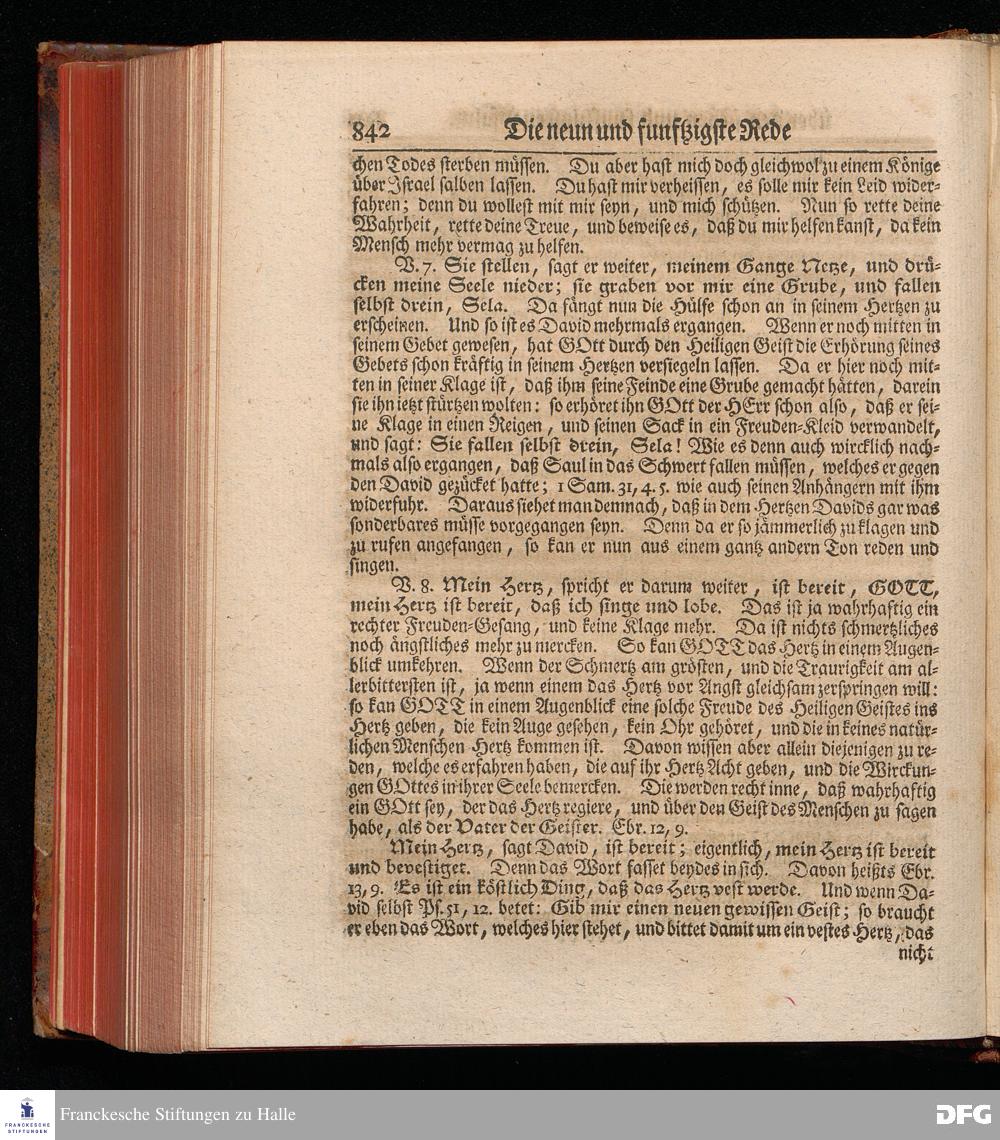 842 Die neun und funfftzigste Rede
chen Todes sterben müssen. Du aber hast mich doch gleichwol zu einem Könige
über Israel salben lassen. Du hast mir verheissen, es solle mir kein Leid wider-
fahren; denn du wollest mit mir seyn, und mich schützen. Nun so rette deine
Wahrheit, rette deine Treue, und beweise es, daß du mir helfen kanst, da kein
Mensch mehr vermag zu helfen.
V. 7. Sie stellen, sagt er weiter, meinem Gange Netze, und drü-
cken meine Seele nieder; sie graben vor mir eine Grube, und fallen
selbst drein, Sela. Da fängt nun die Hülfe schon an in seinem Hertzen zu
erscheinen. Und so ist es David mehrmals ergangen. Wenn er noch mitten in
seinem Gebet gewesen, hat GOtt durch den Heiligen Geist die Erhörung seines
Gebets schon kräftig in seinem Hertzen versiegeln lassen. Da er hier noch mit-
ten in seiner Klage ist, daß ihm seine Feinde eine Grube gemacht hätten, darein
sie ihn ietzt stürtzen wolten: so erhöret ihn GOtt der HErr schon also, daß er sei-
ne Klage in einen Reigen, und seinen Sack in ein Freuden-Kleid verwandelt,
und sagt: Sie fallen selbst drein, Sela! Wie es denn auch wircklich nach-
mals also ergangen, daß Saul in das Schwert fallen müssen, welches er gegen
den David gezücket hatte; 1 Sam. 31, 4. 5. wie auch seinen Anhängern mit ihm
widerfuhr. Daraus siehet man demnach, daß in dem Hertzen Davids gar was
sonderbares müsse vorgegangen seyn. Denn da er so jämmerlich zu klagen und
zu rufen angefangen, so kan er nun aus einem gantz andern Ton reden und
singen.
V. 8. Mein Hertz, spricht er darum weiter, ist bereit, GOTT,
mein Hertz ist bereit, daß ich singe und lobe. Das ist ja wahrhaftig ein
rechter Freuden-Gesang, und keine Klage mehr. Da ist nichts schmertzliches
noch ängstliches mehr zu mercken. So kan GOTT das Hertz in einem Augen-
blick umkehren. Wenn der Schmertz am grösten, und die Traurigkeit am al-
lerbittersten ist, ja wenn einem das Hertz vor Angst gleichsam zerspringen will:
so kan GOTT in einem Augenblick eine solche Freude des Heiligen Geistes ins
Hertz geben, die kein Auge gesehen, kein Ohr gehöret, und die in keines natür-
lichen Menschen Hertz kommen ist. Davon wissen aber allein diejenigen zu re-
den, welche es erfahren haben, die auf ihr Hertz Acht geben, und die Wirckun-
gen GOttes in ihrer Seele bemercken. Die werden recht inne, daß wahrhaftig
ein GOtt sey, der das Hertz regiere, und über den Geist des Menschen zu sagen
habe, als der Vater der Geister. Ebr. 12, 9.
Mein Hertz, sagt David, ist bereit; eigentlich, mein Hertz ist bereit
und bevestiget. Denn das Wort fasset beydes in sich. Davon heißts Ebr.
13, 9. Es ist ein köstlich Ding, daß das Hertz vest werde. Und wenn Da-
vid selbst Ps. 51, 12. betet: Gib mir einen neuen gewissen Geist; so braucht
er eben das Wort, welches hier stehet, und bittet damit um ein vestes Hertz, das
nicht
FRANCKESCHE
STIFTUNGEN
Franckesche Stiftungen zu Halle
DFG